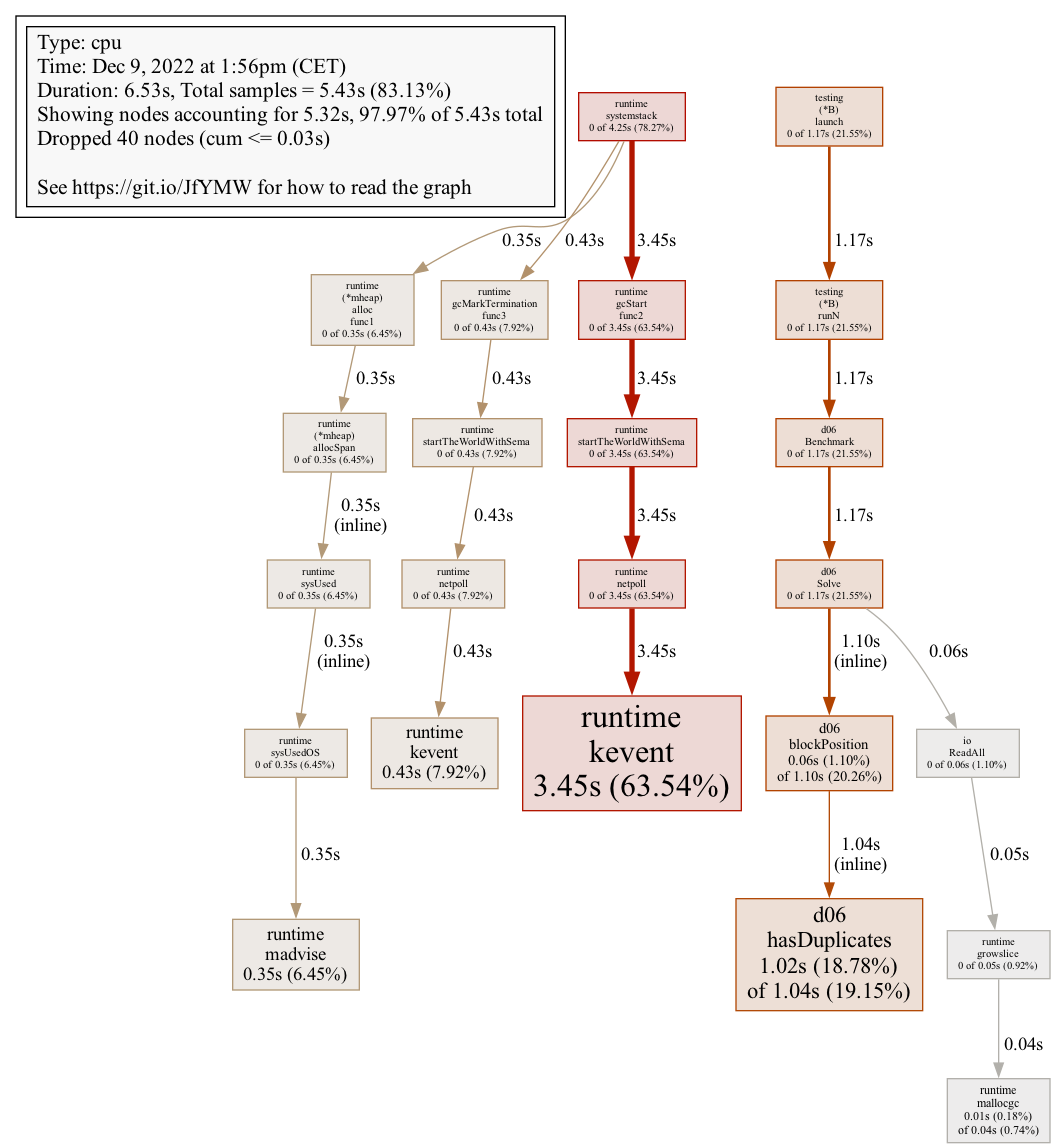 Type: cpu
Time: Dec 9, 2022 at 1:56pm (CET)
Duration: 6.53s, Total samples = 5.43s (83.13%)
Showing nodes accounting for 5.32s, 97.97% of 5.43s total
Dropped 40 nodes (cum <= 0.03s)
See https://git.io/JfYMW for how to read the graph
runtime
systemstack
0 of 4.25s (78.27%)
testing
(*B)
launch
0 of 1.17s (21.55%)
0.35s
0.43s
3.45s
1.17s
runtime
(*mheap)
alloc
func1
0 of 0.35s (6.45%)
runtime
gcMarkTermination
func3
0 of 0.43s (7.92%)
runtime
gcStart
func2
0 of 3.45s (63.54%)
testing
(*B)
runN
0 of 1.17s (21.55%)
0.35s
0.43s
3.45s
1.17s
runtime
(*mheap)
allocSpan
0 of 0.35s (6.45%)
runtime
startTheWorldWithSema
0 of 0.43s (7.92%)
runtime
startTheWorldWithSema
0 of 3.45s (63.54%)
d06
Benchmark
0 of 1.17s (21.55%)
0.35s
(inline)
0.43s
3.45s
1.17s
runtime
sysUsed
0 of 0.35s (6.45%)
runtime
netpoll
0 of 0.43s (7.92%)
runtime
netpoll
0 of 3.45s (63.54%)
d06
Solve
0 of 1.17s (21.55%)
0.35s
(inline)
0.43s
3.45s
1.10s
(inline)
0.06s
runtime
sysUsedOS
0 of 0.35s (6.45%)
runtime
kevent
0.43s (7.92%)
runtime
kevent
3.45s (63.54%)
d06
blockPosition
0.06s (1.10%)
of 1.10s (20.26%)
io
ReadAll
0 of 0.06s (1.10%)
0.35s
1.04s
(inline)
0.05s
runtime
madvise
0.35s (6.45%)
d06
hasDuplicates
1.02s (18.78%)
of 1.04s (19.15%)
runtime
growslice
0 of 0.05s (0.92%)
0.04s
runtime
mallocgc
0.01s (0.18%)
of 0.04s (0.74%)